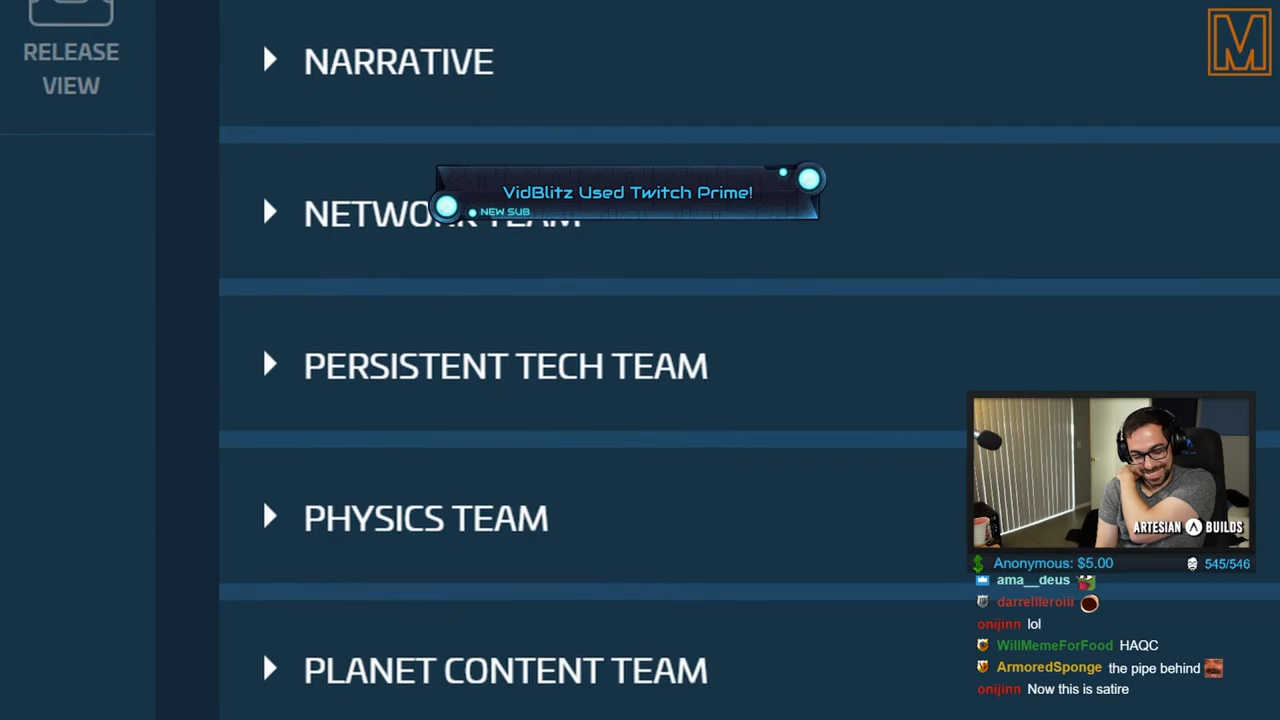 RELEASE
VIEW
NARRATIVE
M
VidBlitz Used Twitch Prime!
NEW SUB
NETWORK TEAM
PERSISTENT TECH TEAM
PHYSICS TEAM
PLANET CONTENT TEAM
ARTESIAN A BUILDS
$ Anonymous: $5.00
545/546
ama__deus
darrellleroiii
onijinn lol
WillMemeForFood HAQC
ArmoredSponge the pipe behind
onijinn Now this is satire